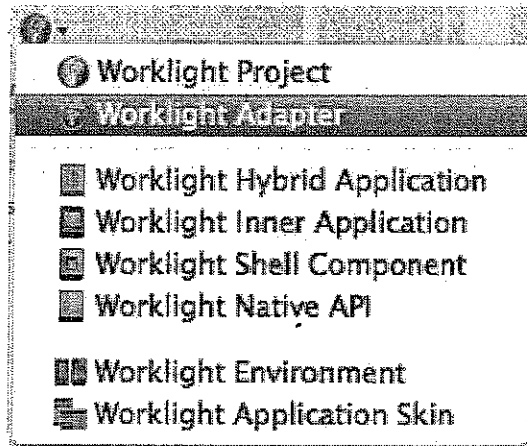 Worklight Project
Worklight Adapter
Worklight Hybrid Application
Worklight Inner Application
Worklight Shell Component
Worklight Native API
Worklight Environment
Worklight Application Skin